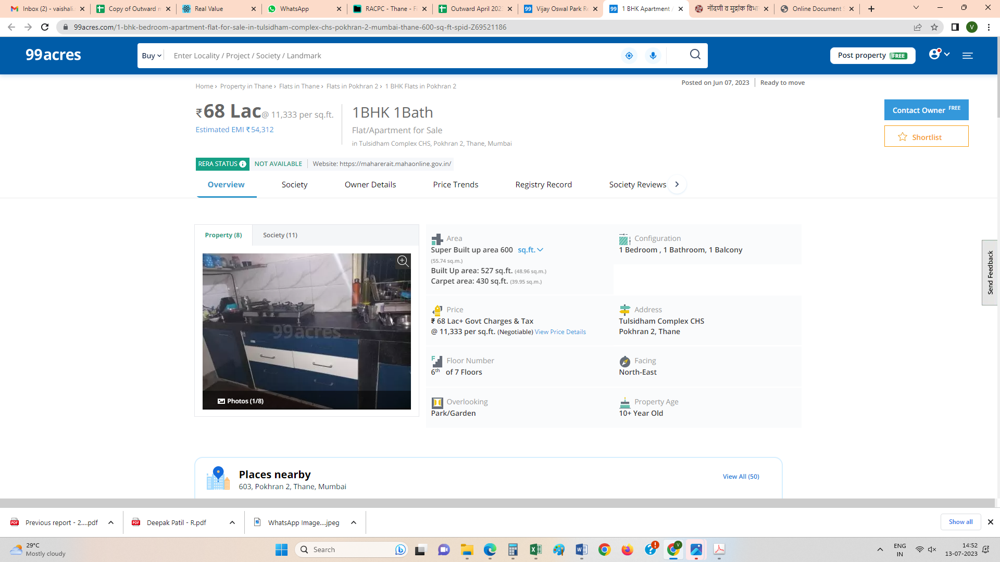 Inbox (2) - vaishali.
Copy of Outward n
Real Value
WhatsApp
RACPC - Thane - Fi
Outward April 202
99 Vijay Oswal Park Re
99 1 BHK Apartment /
नोंदणी व मुद्रांक विभा
Online Document S
99acres.com/1-bhk-bedroom-apartment-flat-for-sale-in-tulsidham-complex-chs-pokhran-2-mumbai-thane-600-sq-ft-spid-Z69521186
V
99acres
Buy
Enter Locality / Project / Society / Landmark
Post property FREE
Home › Property in Thane › Flats in Thane › Flats in Pokhran 2 › 1 BHK Flats in Pokhran 2
Posted on Jun 07, 2023 Ready to move
₹68 Lac@ 11,333 per sq.ft.
Estimated EMI ₹ 54,312
1BHK 1Bath
Flat/Apartment for Sale
in Tulsidham Complex CHS, Pokhran 2, Thane, Mumbai
Contact Owner FREE
Shortlist
RERA STATUS i NOT AVAILABLE Website: https://maharerait.mahaonline.gov.in/
Overview Society Owner Details Price Trends Registry Record Society Reviews
Property (8) Society (11)
99acres
Photos (1/8)
Area
Super Built up area 600 sq.ft.
(55.74 sq.m.)
Built Up area: 527 sq.ft. (48.96 sq.m.)
Carpet area: 430 sq.ft. (39.95 sq.m.)
Configuration
1 Bedroom , 1 Bathroom, 1 Balcony
Price
₹ 68 Lac+ Govt Charges & Tax
@ 11,333 per sq.ft. (Negotiable) View Price Details
Address
Tulsidham Complex CHS
Pokhran 2, Thane
Floor Number
6th of 7 Floors
Facing
North-East
Overlooking
Park/Garden
Property Age
10+ Year Old
Send Feedback
Places nearby
603, Pokhran 2, Thane, Mumbai
View All (50)
Previous report - 2....pdf
Deepak Patil - R.pdf
WhatsApp Image....jpeg
Show all
29°C
Mostly cloudy
Search
ENG
IN
14:52
13-07-2023